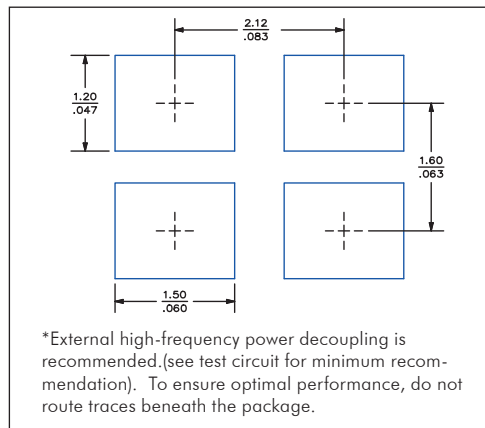 2.12
.083
1.20
.047
1.60
.063
1.50
.060
*External high-frequency power decoupling is
recommended.(see test circuit for minimum recom-
mendation).  To ensure optimal performance, do not
route traces beneath the package.